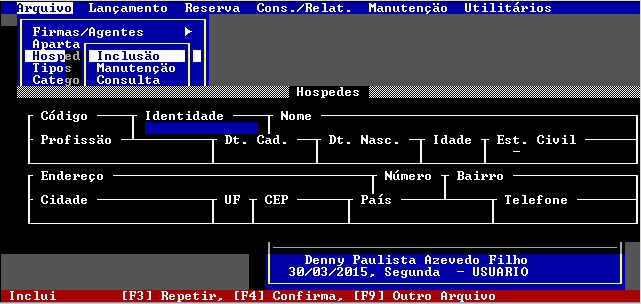 Arquivo Lançamento Reserva Cons./Relat. Manutenção Utilitários
Firmas/Agentes
Aparta
Hosped Inclusão
Tipos Manutenção
Catego Consulta
Hospedes
Código Identidade Nome
Profissão Dt. Cad. Dt. Nasc. Idade Est. Civil
Endereço Número Bairro
Cidade UF CEP País Telefone
Denny Paulista Azevedo Filho
30/03/2015, Segunda - USUARIO
Inclui [F3] Repetir, [F4] Confirma, [F9] Outro Arquivo